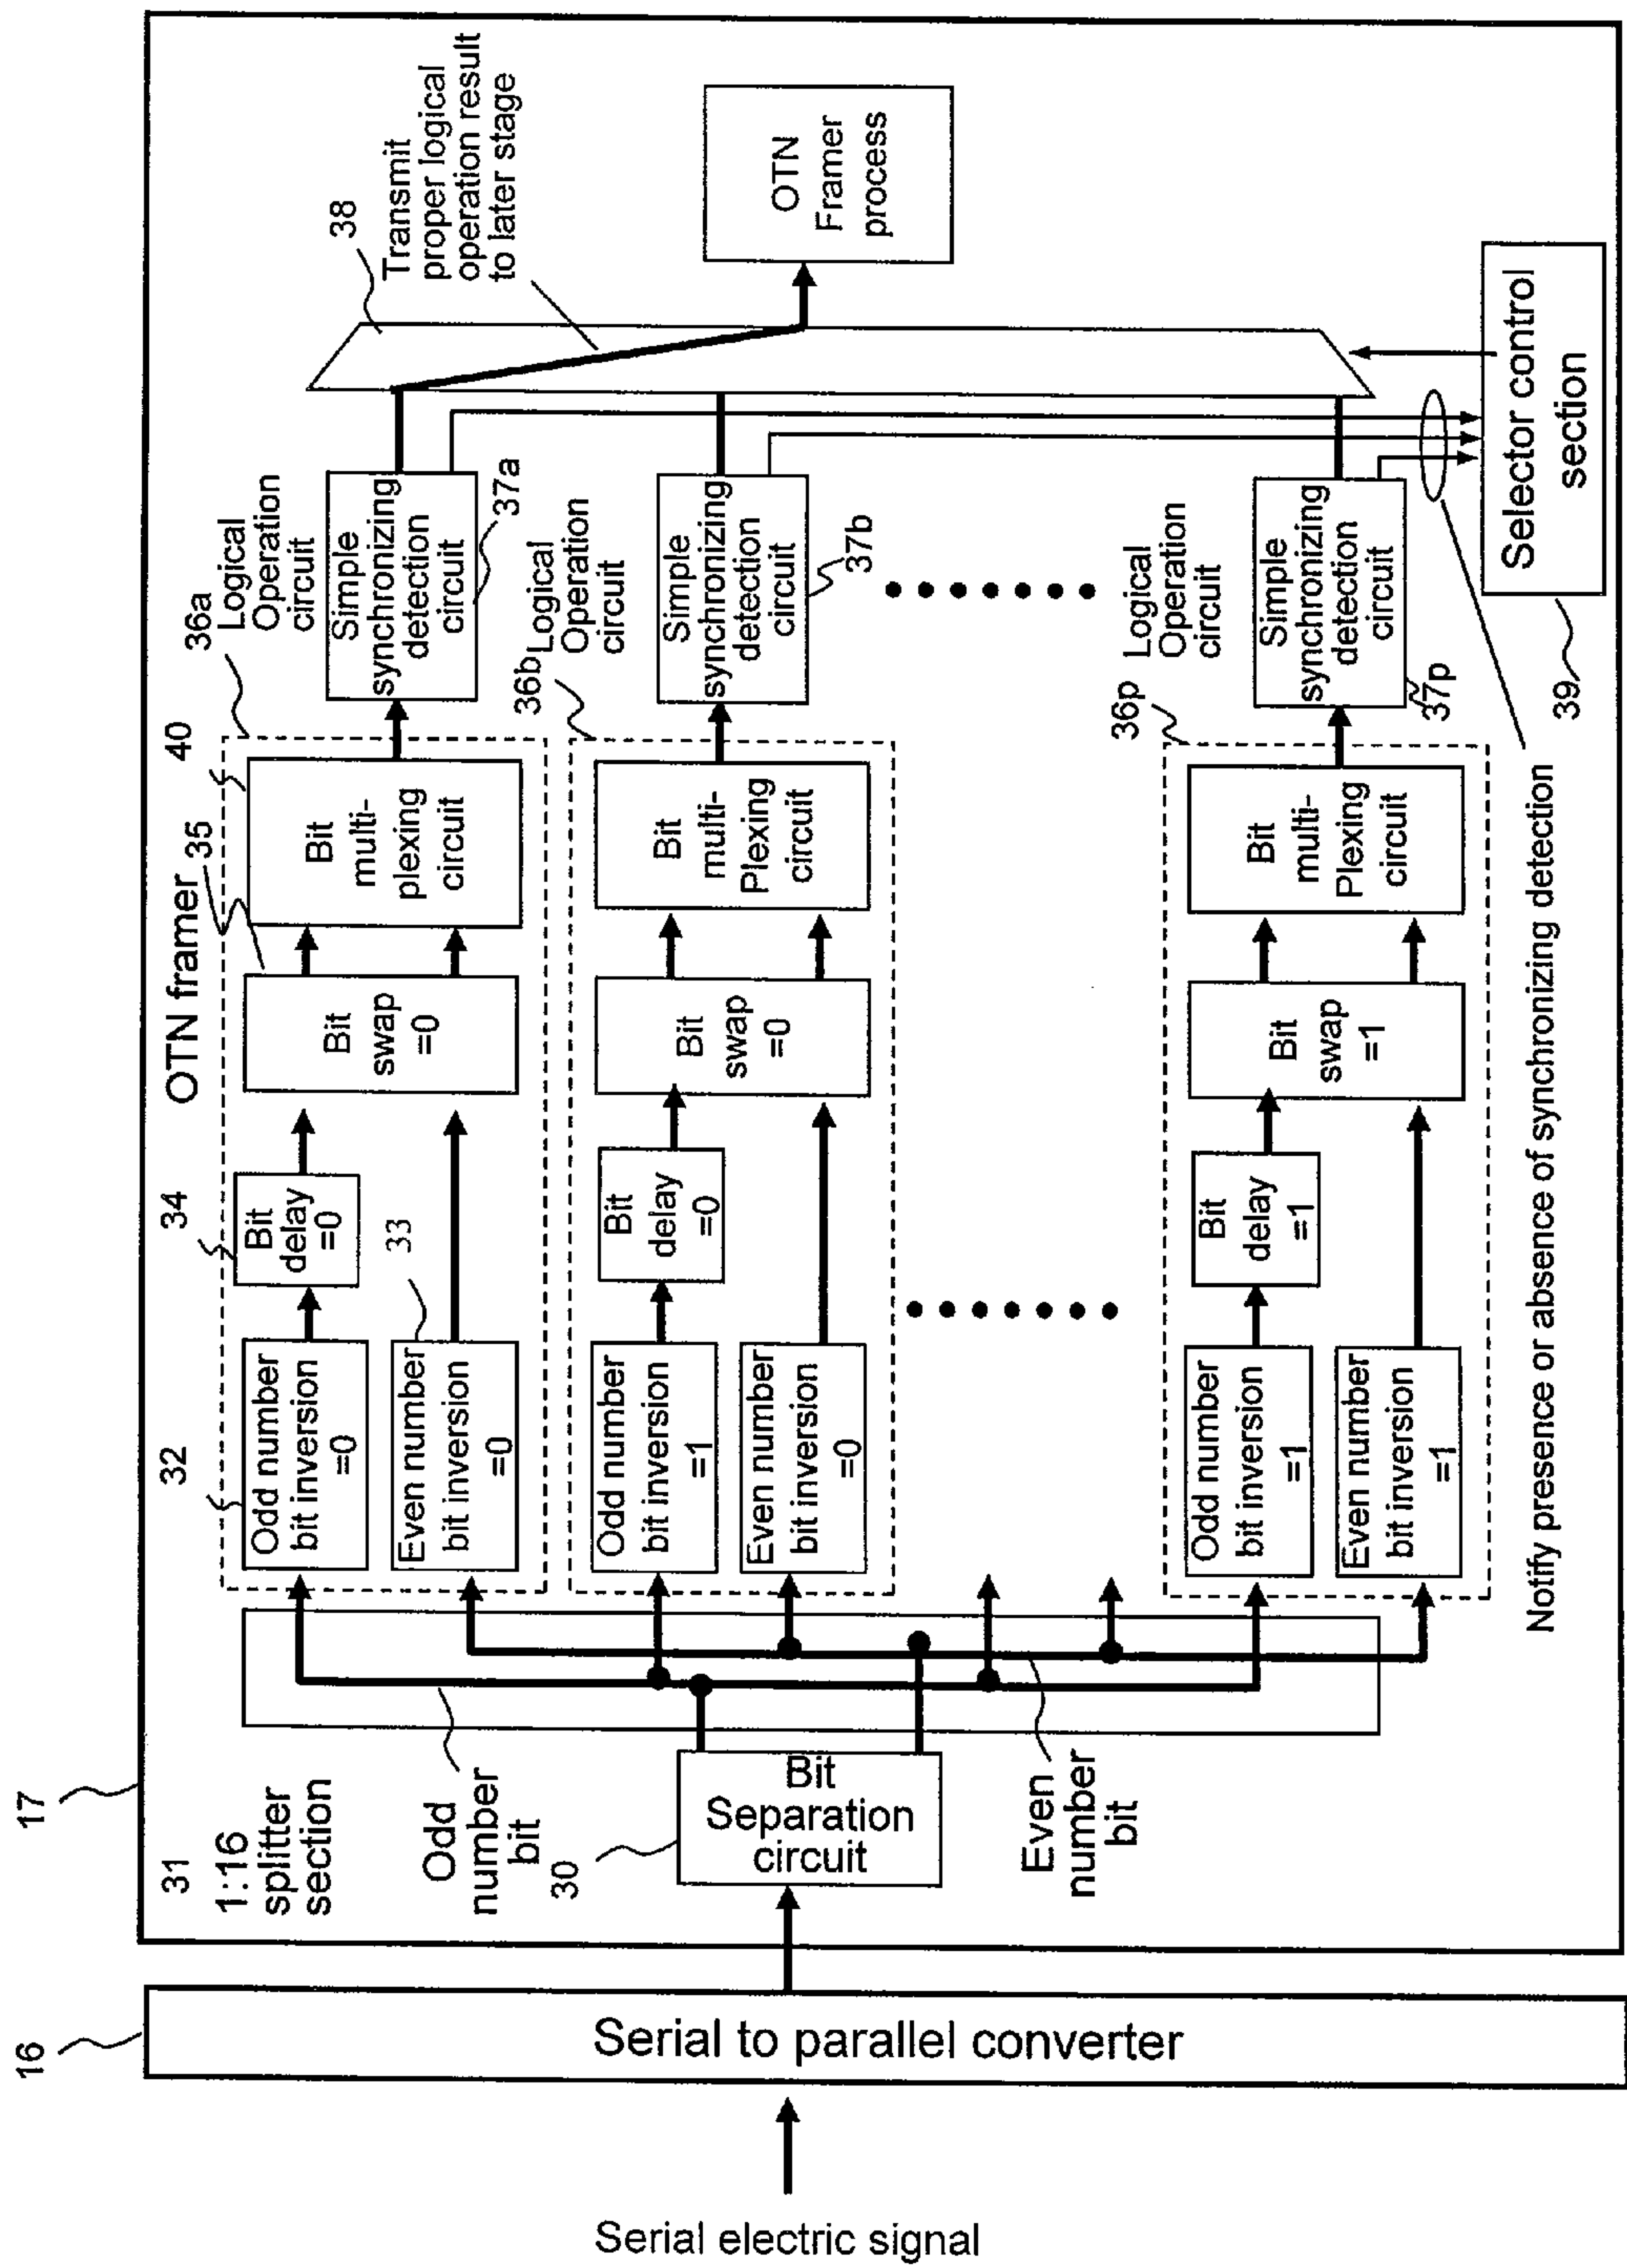 16
17
Serial electric signal
Serial to parallel converter
31
1:16
splitter
section
Odd
number
bit
30
Bit
Separation
circuit
Even
number
bit
OTN framer
32
Odd number
bit inversion
=0
33
Even number
bit inversion
=0
34
Bit
delay
=0
35
Bit
swap
=0
40
Bit
multi-
plexing
circuit
36a
Logical
Operation
circuit
Simple
synchronizing
detection
circuit
37a
Odd number
bit inversion
=1
Even number
bit inversion
=0
Bit
delay
=0
Bit
swap
=0
Bit
multi-
Plexing
circuit
36b
Logical
Operation
circuit
Simple
synchronizing
detection
circuit
37b
Odd number
bit inversion
=1
Even number
bit inversion
=1
Bit
delay
=1
Bit
swap
=1
Bit
multi-
Plexing
circuit
36p
Logical
Operation
circuit
Simple
synchronizing
detection
circuit
37p
38
Transmit
proper logical
operation result
to later stage
OTN
Framer
process
Notify presence or absence of synchronizing detection
39
Selector control
section